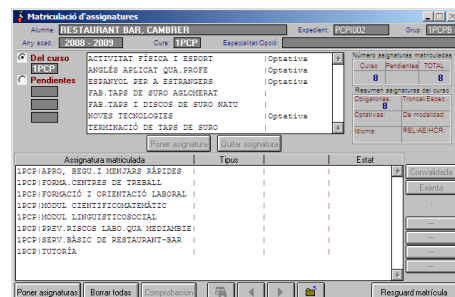 Matriculació d'assignatures
Alumne: RESTAURANT BAR, CAMBRER Expedient: PCPI002 Grup: 1PCPB
Any acad.: 2008 - 2009 Curs: 1PCP Especialitat/Opció:
Del curso
1PCP
Pendientes
ACTIVITAT FÍSICA I ESPORT |Optativa
ANGLÉS APLICAT QUA.PROFE |Optativa
ESPANYOL PER A ESTRANGERS |Optativa
FAB.TAPS DE SURO AGLOMERAT |
FAB.TAPS I DISCOS DE SURO NATU |
NOVES TECNOLOGIES |Optativa
TERMINACIÓ DE TAPS DE SURO |
Número asignaturas matriculadas
Curso Pendientes TOTAL
8 8
Resumen asignaturas del curso
Obligatorias: 8 Troncal/Espec.:
Optativas: De modalidad:
Idioma: REL/AE/HCR:
Poner asignatura Quitar asignatura
Assignatura matriculada | Tipus | Estat
1PCP|APRO, BEGU.I MENJARS RÀPIDES | |
1PCP|FORMA.CENTRES DE TREBALL | |
1PCP|FORMACIÓ I ORIENTACIÓ LABORAL | |
1PCP|MODUL CIENTIFICOMATEMÀTIC | |
1PCP|MODUL LINGUISTICOSOCIAL | |
1PCP|PREV.RISCOS LABO.QUA MEDIAMBIE| |
1PCP|SERV.BÀSIC DE RESTAURANT-BAR | |
1PCP|TUTORÍA | |
Convalidada
Exenta
:
...
...
...
...
Poner asignaturas Borrar todas Comprobación Resguard matrícula